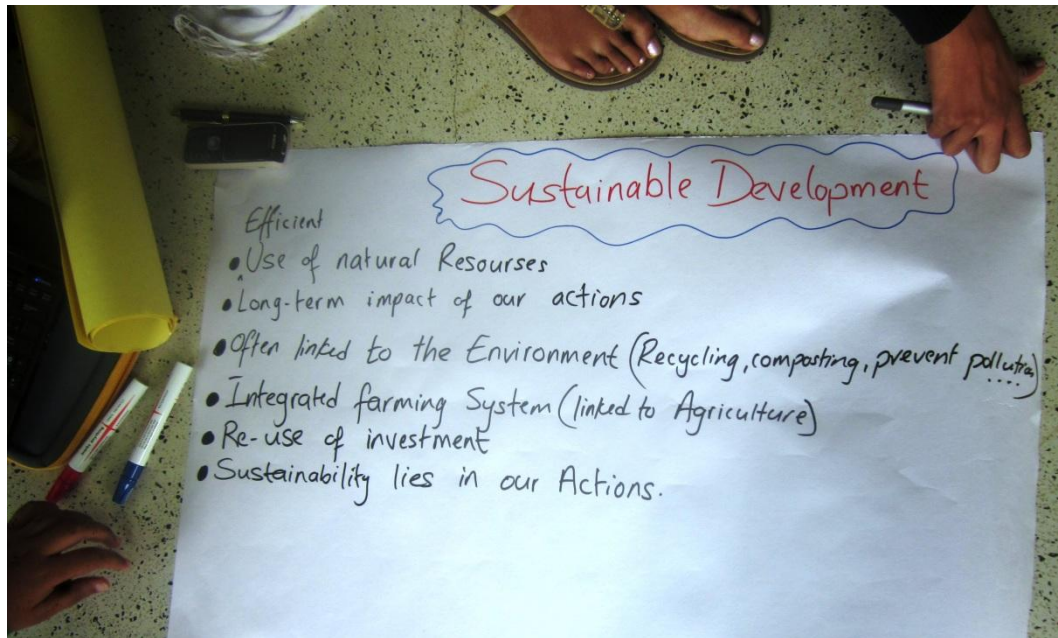 Sustainable Development
Efficient
• Use of natural Resourses
• Long-term impact of our actions
• Often linked to the Environment (Recycling, composting, prevent pollution ....)
• Integrated farming System (linked to Agriculture)
• Re-use of investment
• Sustainability lies in our Actions.